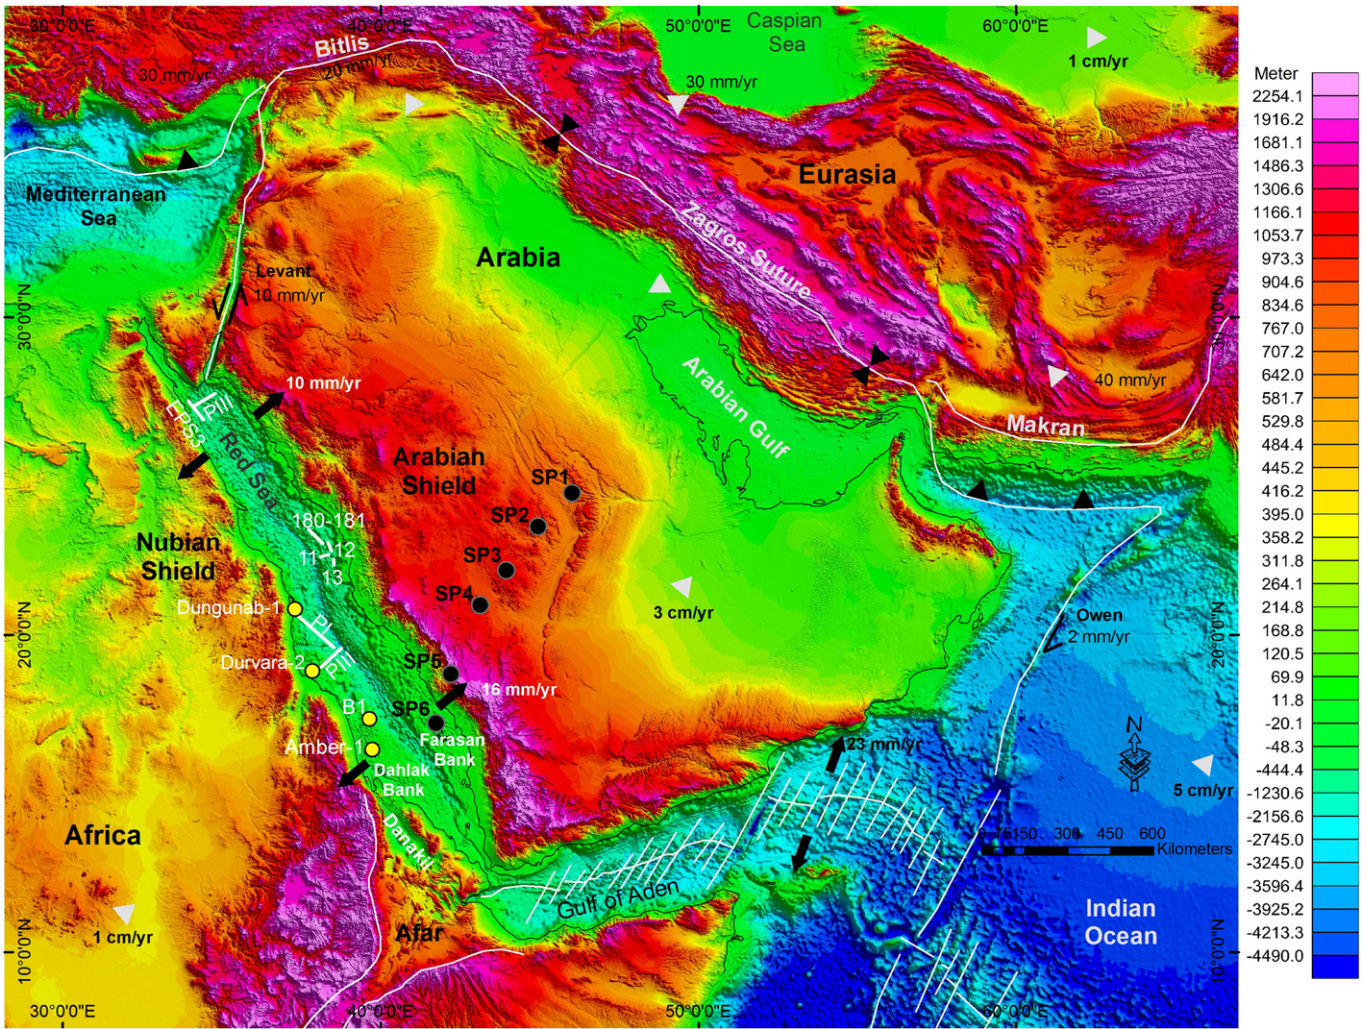 30°0'0"E
40°0'0"E
50°0'0"E
60°0'0"E
Caspian
Sea
1 cm/yr
Bitlis
20 mm/yr
30 mm/yr
30 mm/yr
Meter
2254.1
1916.2
1681.1
1486.3
1306.6
1166.1
1053.7
973.3
904.6
834.6
767.0
707.2
642.0
581.7
529.8
484.4
445.2
416.2
395.0
358.2
311.8
264.1
214.8
168.8
120.5
69.9
11.8
-20.1
-48.3
-444.4
-1230.6
-2156.6
-2745.0
-3245.0
-3596.4
-3925.2
-4213.3
-4490.0
Eurasia
Mediterranean
Sea
Zagros Suture
Arabia
Levant
10 mm/yr
30°0'0"N
30°0'0"N
10 mm/yr
40 mm/yr
Makran
Arabian Gulf
EPS3
PIII
Red Sea
Arabian
Shield
SP1
SP2
SP3
SP4
SP5
SP6
180-181
11
12
13
Nubian
Shield
Dungunab-1
PI
PIII
Durvara-2
B1
Amber-1
3 cm/yr
Owen
2 mm/yr
20°0'0"N
20°0'0"N
16 mm/yr
Farasan
Bank
Dahlak
Bank
23 mm/yr
N
5 cm/yr
0 75 150 300 450 600
Kilometers
Africa
Danakil
Gulf of Aden
Afar
1 cm/yr
Indian
Ocean
10°0'0"N
10°0'0"N
30°0'0"E
40°0'0"E
50°0'0"E
60°0'0"E